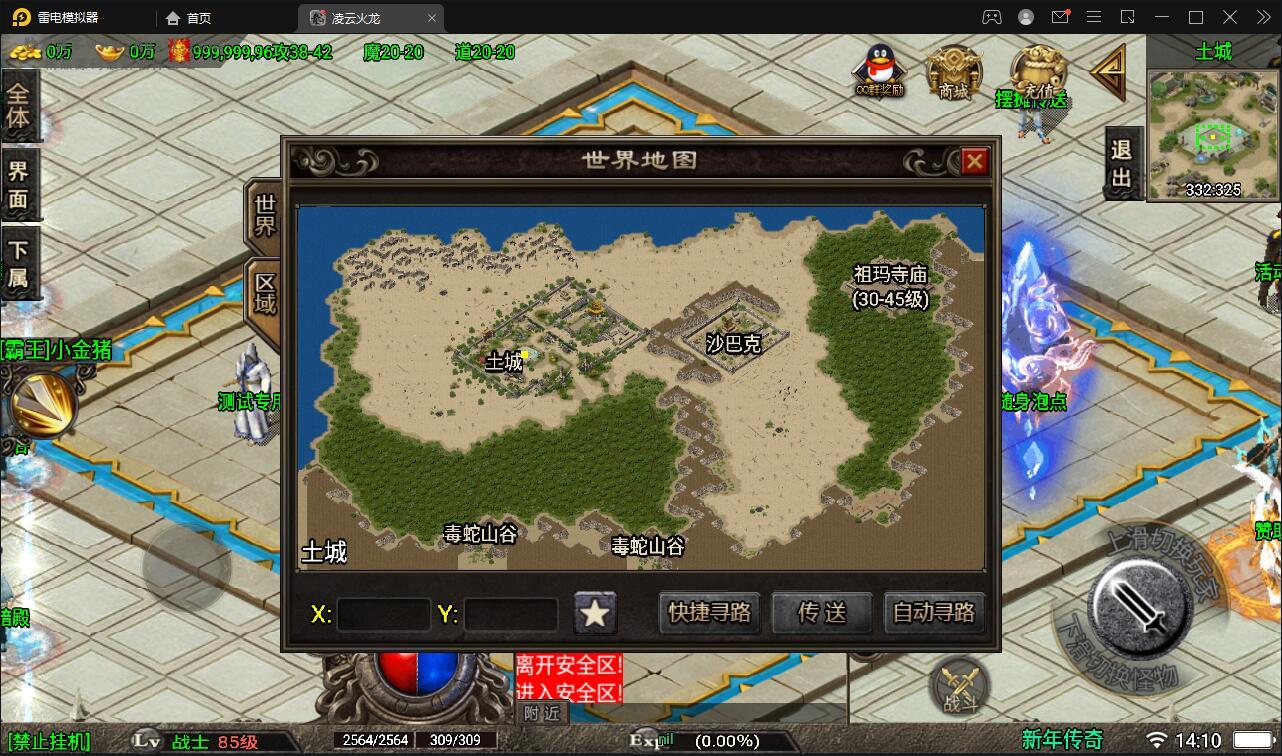 雷电模拟器
首页
凌云火龙
0万
0万
999,999,96攻38-42
魔20-20
道20-20
QQ群奖励
商城
充值
摆摊传送
土城
332:325
退出
全体
界面
下属
世界地图
世界
区域
祖玛寺庙
(30-45级)
沙巴克
土城
毒蛇山谷
毒蛇山谷
土城
X:
Y:
快捷寻路
传送
自动寻路
[霸王]小金猪
测试专用
随身泡点
活动
赞助
上滑切换玩家
下滑切换怪物
战斗
离开安全区!
进入安全区!
附近
[禁止挂机]
Lv
战士
85级
2564/2564
309/309
Exp
nil
(0.00%)
新年传奇
14:10